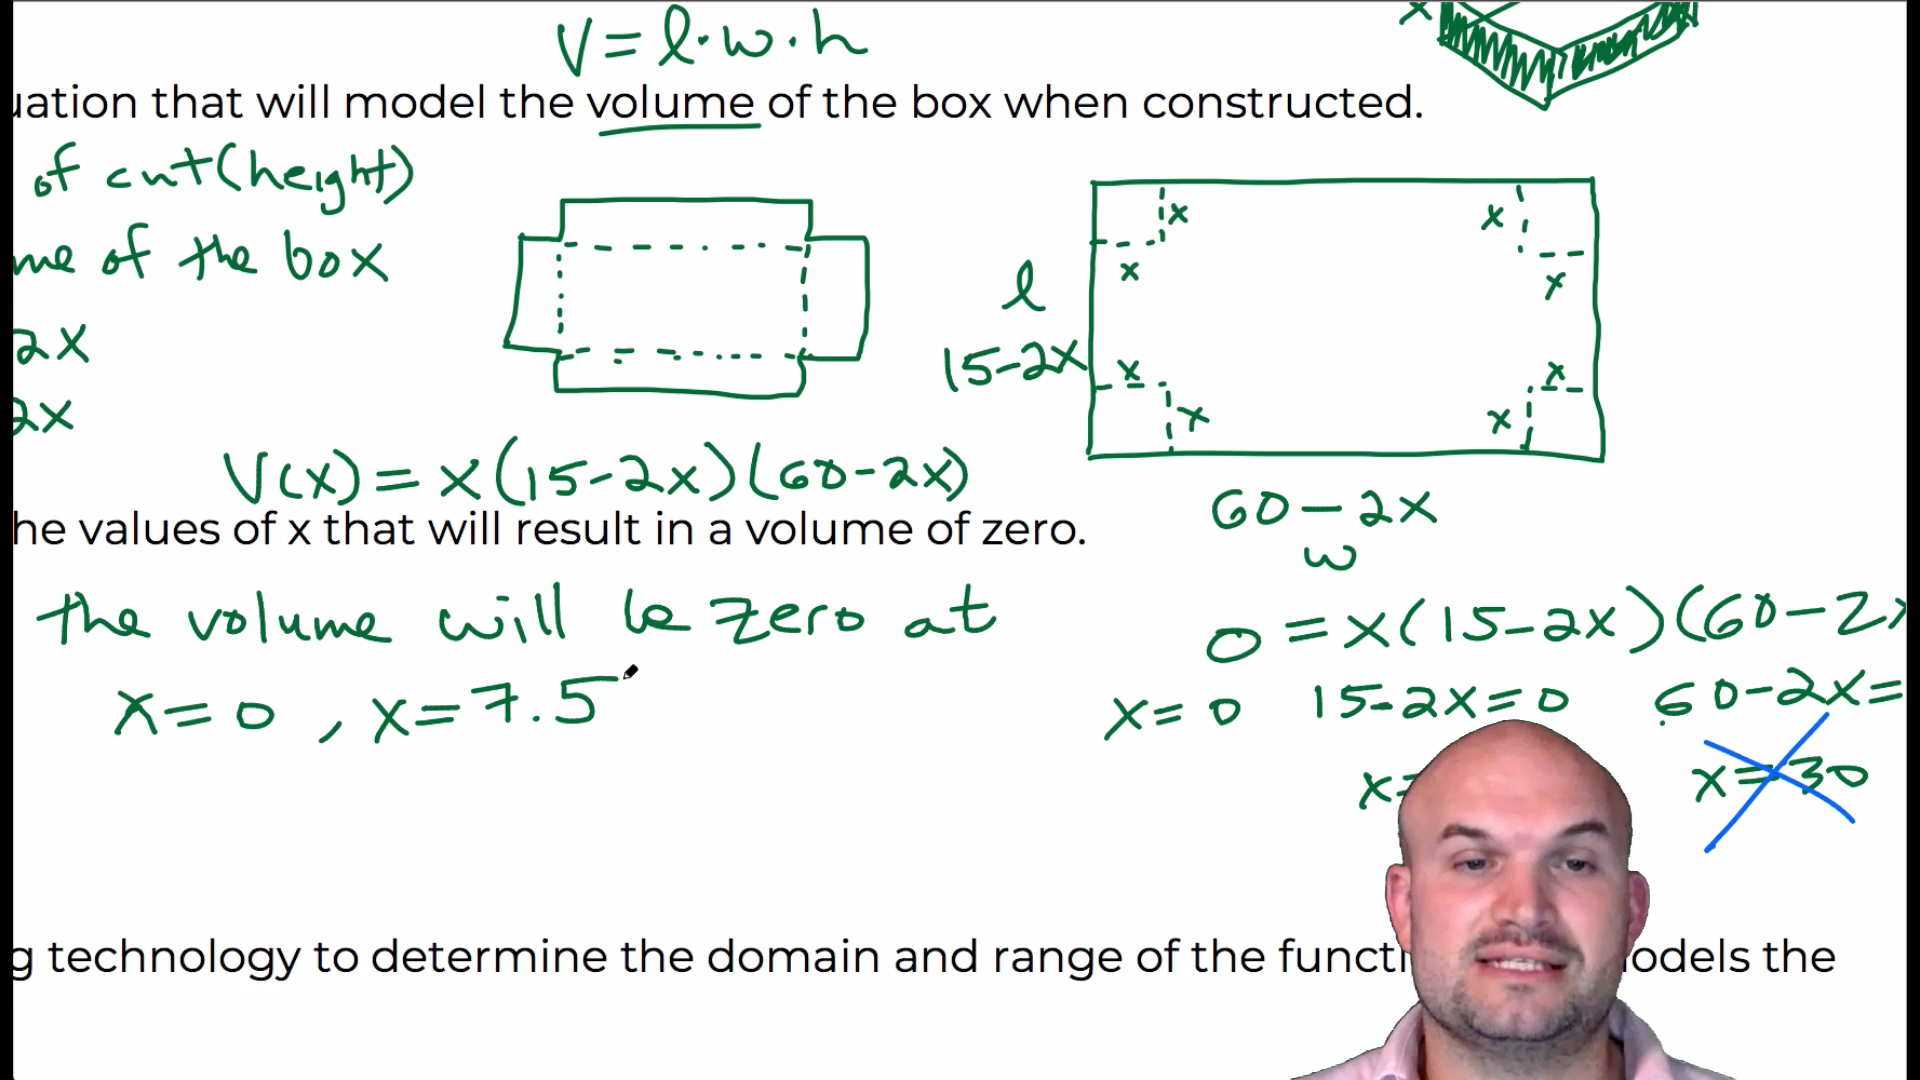 V = l · w · h
x
uation that will model the volume of the box when constructed.
of cut (height)
me of the box
2x
2x
x x
x x
l
15-2x
x x
x x
V(x) = x(15-2x)(60-2x)
60 - 2x
w
he values of x that will result in a volume of zero.
the volume will be zero at
x = 0 , x = 7.5
0 = x(15-2x)(60-2x
x = 0 15-2x = 0 60-2x =
x = x = 30
g technology to determine the domain and range of the functi odels the